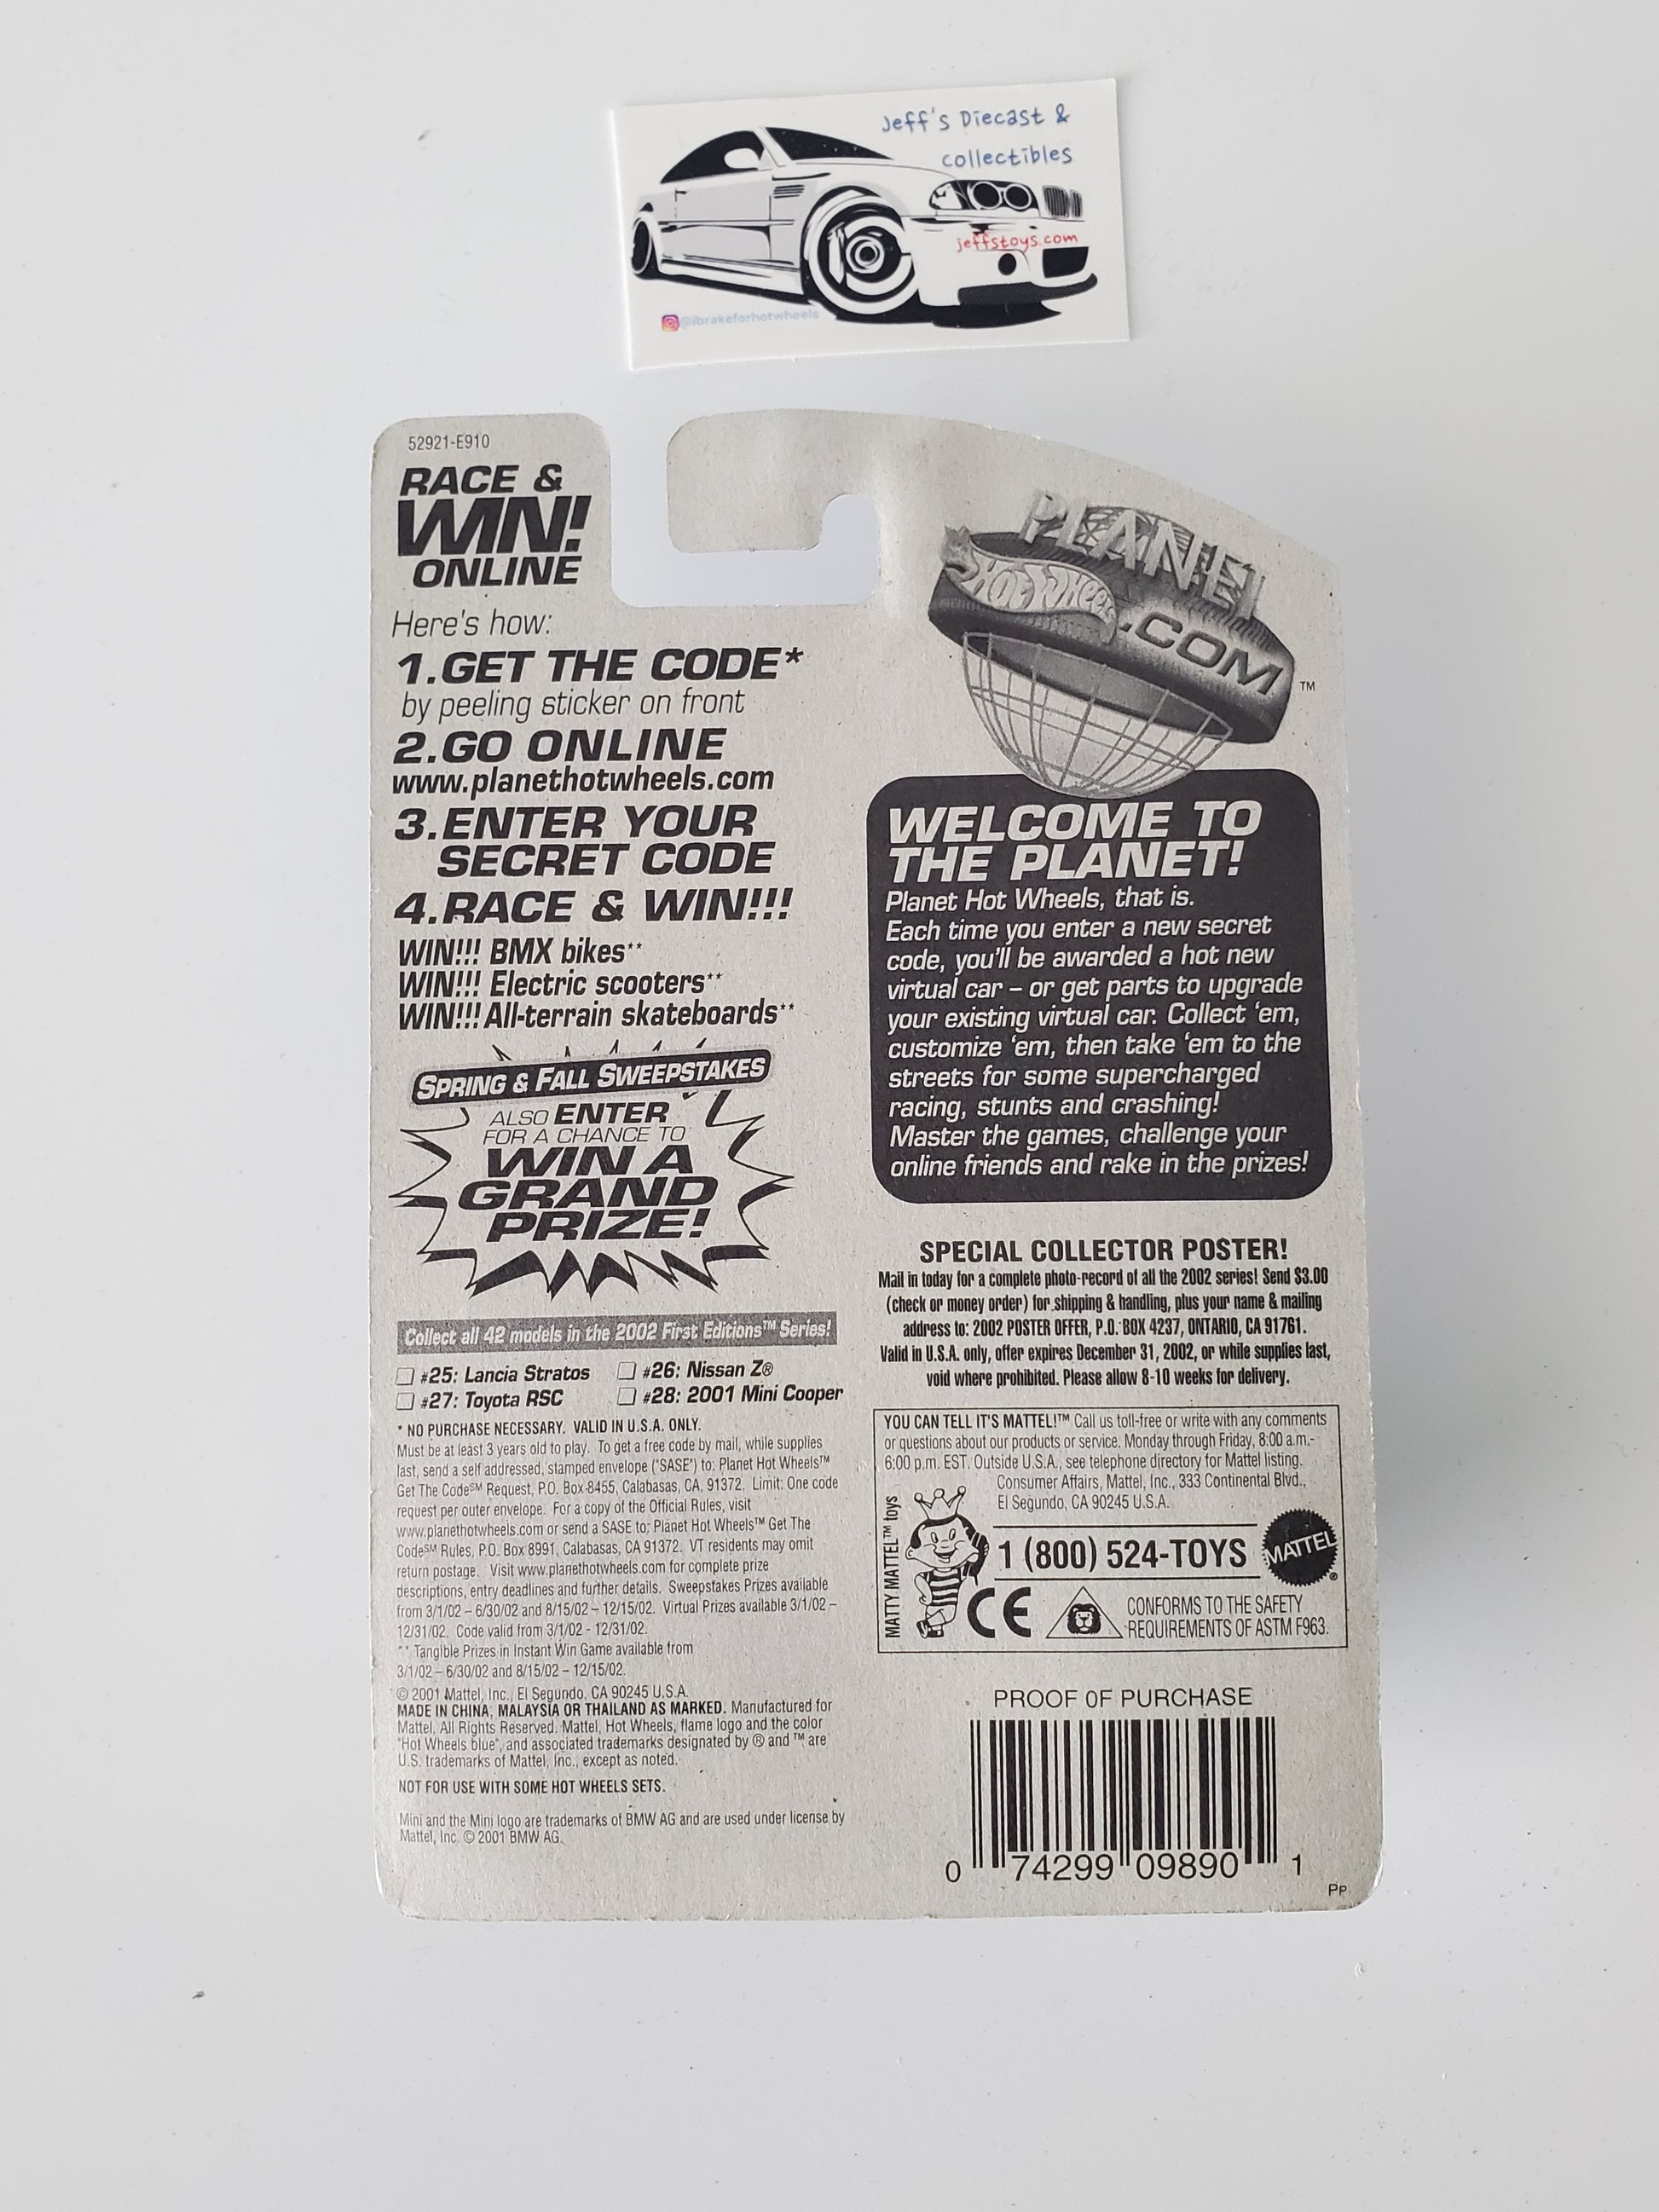 Jeff's Diecast &
collectibles
jeffstoys.com
@ibrakeforhotwheels
52921-E910
RACE &
WIN!
ONLINE
Here's how:
1.GET THE CODE*
by peeling sticker on front
2.GO ONLINE
www.planethotwheels.com
3.ENTER YOUR
SECRET CODE
4.RACE & WIN!!!
WIN!!! BMX bikes**
WIN!!! Electric scooters**
WIN!!! All-terrain skateboards**
SPRING & FALL SWEEPSTAKES
ALSO ENTER
FOR A CHANCE TO
WIN A
GRAND
PRIZE!
Collect all 42 models in the 2002 First Editions™ Series!
#25: Lancia Stratos #26: Nissan Z®
#27: Toyota RSC #28: 2001 Mini Cooper
* NO PURCHASE NECESSARY. VALID IN U.S.A. ONLY.
Must be at least 3 years old to play. To get a free code by mail, while supplies
last, send a self addressed, stamped envelope ("SASE") to: Planet Hot Wheels™
Get The Code℠ Request, P.O. Box 8455, Calabasas, CA, 91372. Limit: One code
request per outer envelope. For a copy of the Official Rules, visit
www.planethotwheels.com or send a SASE to: Planet Hot Wheels™ Get The
Code℠ Rules, P.O. Box 8991, Calabasas, CA 91372. VT residents may omit
return postage. Visit www.planethotwheels.com for complete prize
descriptions, entry deadlines and further details. Sweepstakes Prizes available
from 3/1/02 – 6/30/02 and 8/15/02 – 12/15/02. Virtual Prizes available 3/1/02 –
12/31/02. Code valid from 3/1/02 - 12/31/02.
** Tangible Prizes in Instant Win Game available from
3/1/02 – 6/30/02 and 8/15/02 – 12/15/02.
© 2001 Mattel, Inc., El Segundo, CA 90245 U.S.A.
MADE IN CHINA, MALAYSIA OR THAILAND AS MARKED. Manufactured for
Mattel. All Rights Reserved. Mattel, Hot Wheels, flame logo and the color
"Hot Wheels blue", and associated trademarks designated by ® and ™ are
U.S. trademarks of Mattel, Inc., except as noted.
NOT FOR USE WITH SOME HOT WHEELS SETS.
Mini and the Mini logo are trademarks of BMW AG and are used under license by
Mattel, Inc. © 2001 BMW AG.
PLANET
HOT WHEELS
.COM
™
WELCOME TO
THE PLANET!
Planet Hot Wheels, that is.
Each time you enter a new secret
code, you'll be awarded a hot new
virtual car – or get parts to upgrade
your existing virtual car. Collect 'em,
customize 'em, then take 'em to the
streets for some supercharged
racing, stunts and crashing!
Master the games, challenge your
online friends and rake in the prizes!
SPECIAL COLLECTOR POSTER!
Mail in today for a complete photo-record of all the 2002 series! Send $3.00
(check or money order) for shipping & handling, plus your name & mailing
address to: 2002 POSTER OFFER, P.O. BOX 4237, ONTARIO, CA 91761.
Valid in U.S.A. only, offer expires December 31, 2002, or while supplies last,
void where prohibited. Please allow 8-10 weeks for delivery.
YOU CAN TELL IT'S MATTEL!™ Call us toll-free or write with any comments
or questions about our products or service. Monday through Friday, 8:00 a.m.-
6:00 p.m. EST. Outside U.S.A., see telephone directory for Mattel listing.
Consumer Affairs, Mattel, Inc., 333 Continental Blvd.,
El Segundo, CA 90245 U.S.A.
MATTY MATTEL™ toys
1 (800) 524-TOYS
MATTEL®
CE
CONFORMS TO THE SAFETY
REQUIREMENTS OF ASTM F963.
PROOF OF PURCHASE
0 74299 09890 1
PP